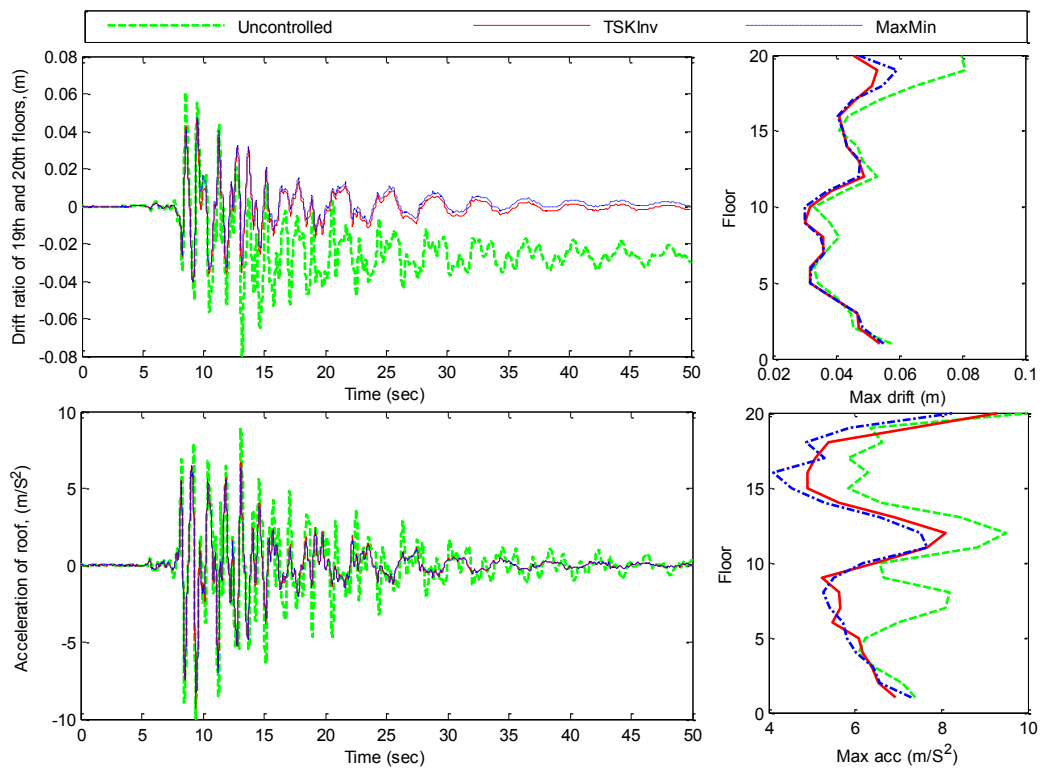 Uncontrolled TSKInv MaxMin
0.08
0.06
0.04
0.02
0
-0.02
-0.04
-0.06
-0.08
Drift ratio of 19th and 20th floors,(m)
0 5 10 15 20 25 30 35 40 45 50
Time (sec)
20
15
10
5
0
Floor
0.02 0.04 0.06 0.08 0.1
Max drift (m)
10
5
0
-5
-10
Acceleration of roof, (m/S²)
0 5 10 15 20 25 30 35 40 45 50
Time (sec)
20
15
10
5
0
Floor
4 6 8 10
Max acc (m/S²)